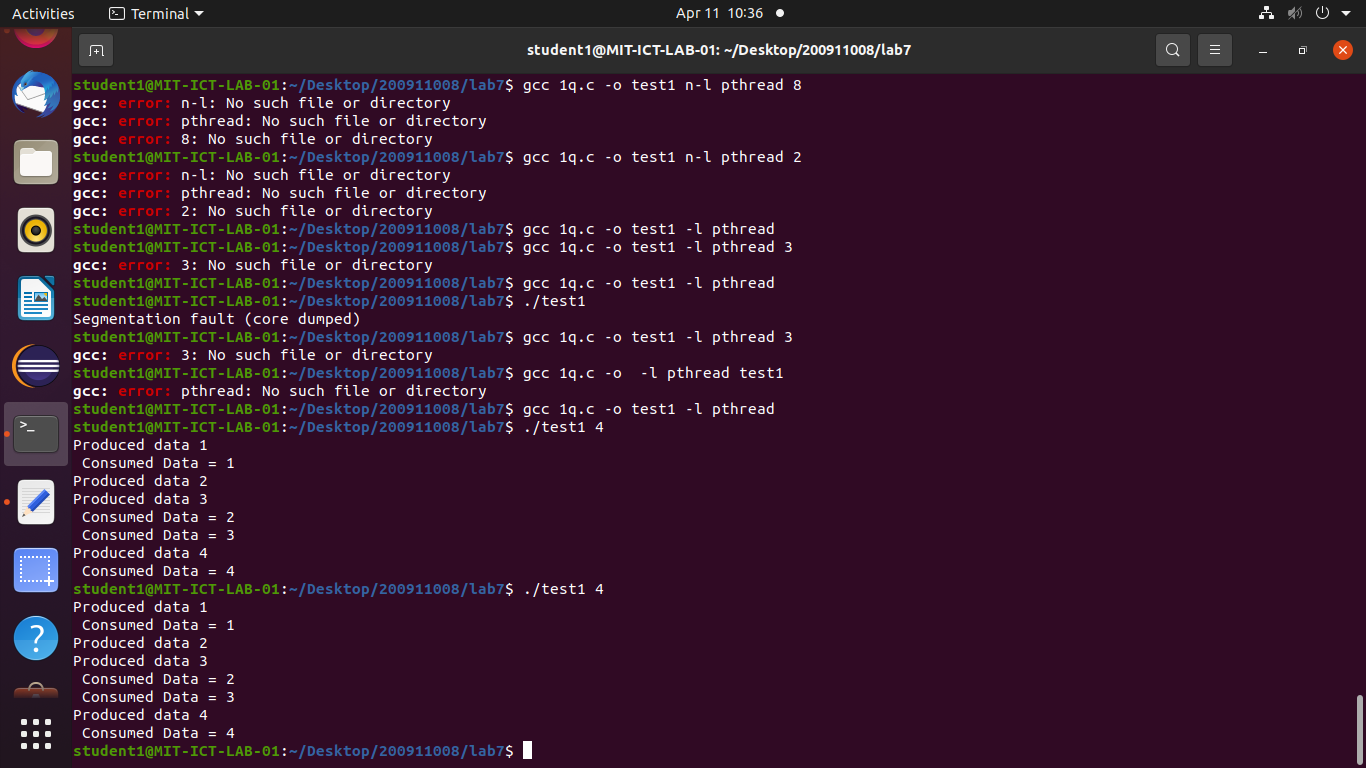 Activities
Terminal
Apr 11 10:36
student1@MIT-ICT-LAB-01: ~/Desktop/200911008/lab7
student1@MIT-ICT-LAB-01:~/Desktop/200911008/lab7$ gcc 1q.c -o test1 n-l pthread 8
gcc: error: n-l: No such file or directory
gcc: error: pthread: No such file or directory
gcc: error: 8: No such file or directory
student1@MIT-ICT-LAB-01:~/Desktop/200911008/lab7$ gcc 1q.c -o test1 n-l pthread 2
gcc: error: n-l: No such file or directory
gcc: error: pthread: No such file or directory
gcc: error: 2: No such file or directory
student1@MIT-ICT-LAB-01:~/Desktop/200911008/lab7$ gcc 1q.c -o test1 -l pthread
student1@MIT-ICT-LAB-01:~/Desktop/200911008/lab7$ gcc 1q.c -o test1 -l pthread 3
gcc: error: 3: No such file or directory
student1@MIT-ICT-LAB-01:~/Desktop/200911008/lab7$ gcc 1q.c -o test1 -l pthread
student1@MIT-ICT-LAB-01:~/Desktop/200911008/lab7$ ./test1
Segmentation fault (core dumped)
student1@MIT-ICT-LAB-01:~/Desktop/200911008/lab7$ gcc 1q.c -o test1 -l pthread 3
gcc: error: 3: No such file or directory
student1@MIT-ICT-LAB-01:~/Desktop/200911008/lab7$ gcc 1q.c -o  -l pthread test1
gcc: error: pthread: No such file or directory
student1@MIT-ICT-LAB-01:~/Desktop/200911008/lab7$ gcc 1q.c -o test1 -l pthread
student1@MIT-ICT-LAB-01:~/Desktop/200911008/lab7$ ./test1 4
Produced data 1
 Consumed Data = 1
Produced data 2
Produced data 3
 Consumed Data = 2
 Consumed Data = 3
Produced data 4
 Consumed Data = 4
student1@MIT-ICT-LAB-01:~/Desktop/200911008/lab7$ ./test1 4
Produced data 1
 Consumed Data = 1
Produced data 2
Produced data 3
 Consumed Data = 2
 Consumed Data = 3
Produced data 4
 Consumed Data = 4
student1@MIT-ICT-LAB-01:~/Desktop/200911008/lab7$